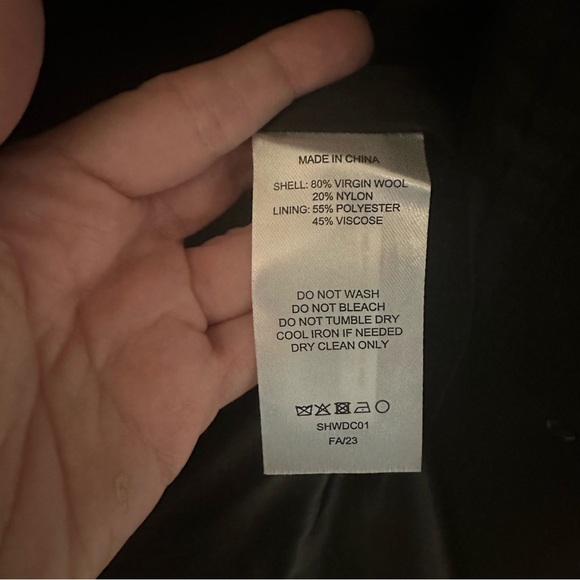 MADE IN CHINA
SHELL: 80% VIRGIN WOOL
20% NYLON
LINING: 55% POLYESTER
45% VISCOSE
DO NOT WASH
DO NOT BLEACH
DO NOT TUMBLE DRY
COOL IRON IF NEEDED
DRY CLEAN ONLY
SHWDC01
FA/23